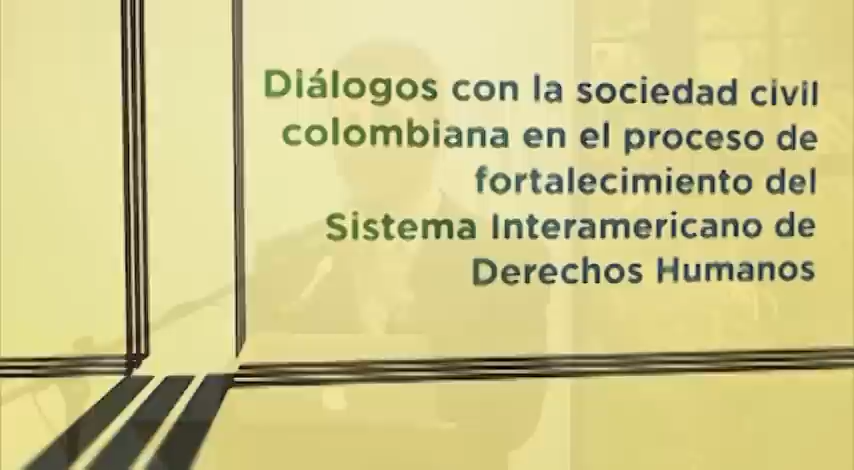 Diálogos con la sociedad civil
colombiana en el proceso de
fortalecimiento del
Sistema Interamericano de
Derechos Humanos